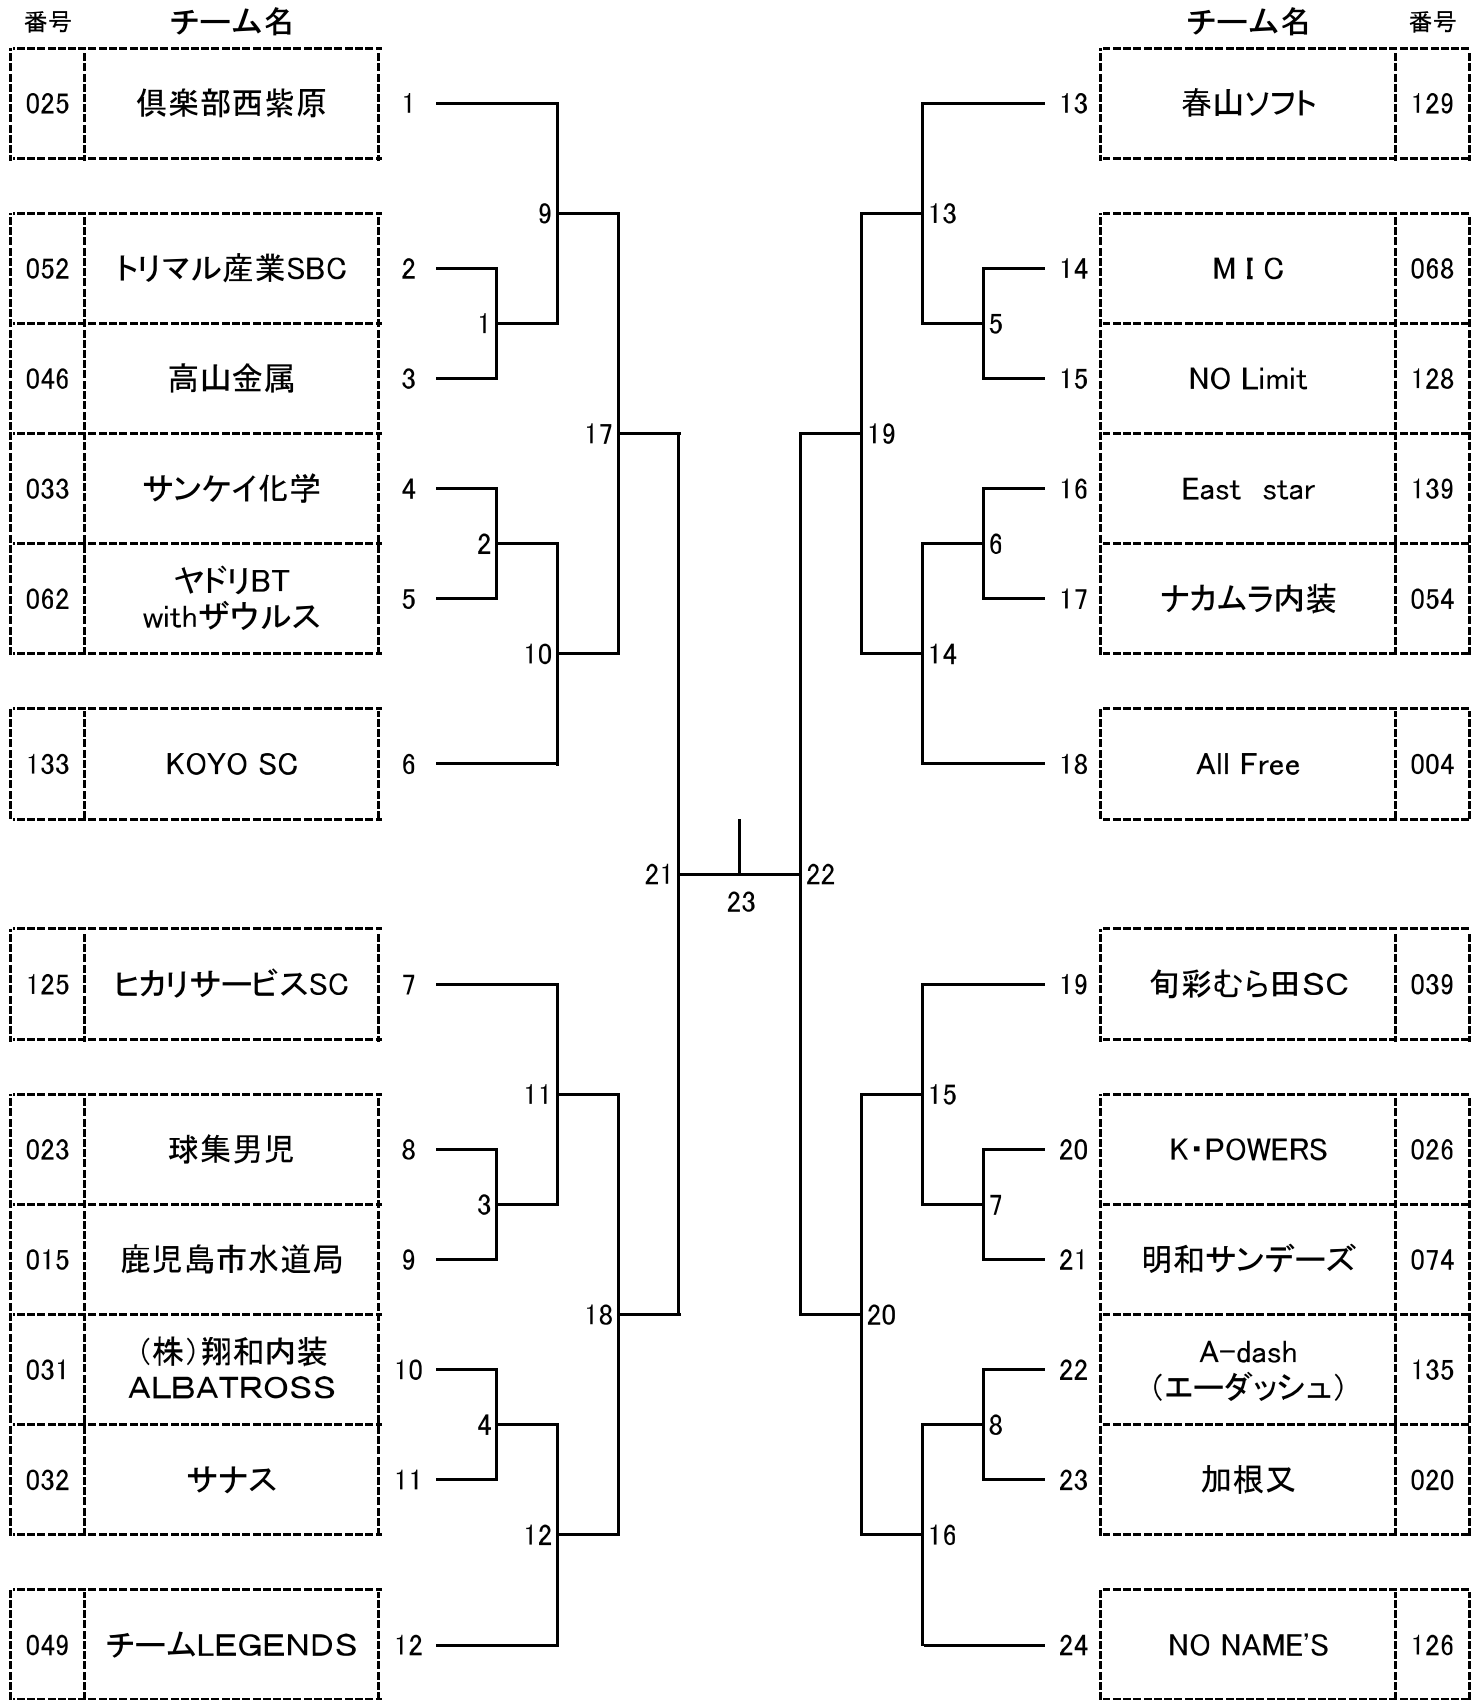 番号 チーム名 チーム名 番号
025 倶楽部西紫原 1 13 春山ソフト 129
9 13
052 トリマル産業SBC 2 14 ＭＩＣ 068
1 5
046 高山金属 3 15 NO Limit 128
17 19
033 サンケイ化学 4 16 East　star 139
2 6
062 ヤドリBT
withザウルス 5 17 ナカムラ内装 054
10 14
133 KOYO SC 6 18 All Free 004
21 22
23
125 ヒカリサービスSC 7 19 旬彩むら田ＳＣ 039
11 15
023 球集男児 8 20 K・POWERS 026
3 7
015 鹿児島市水道局 9 21 明和サンデーズ 074
18 20
031 （株）翔和内装
ALBATROSS 10 22 A-dash
（エーダッシュ） 135
4 8
032 サナス 11 23 加根又 020
12 16
049 チームLEGENDS 12 24 NO NAME'S 126